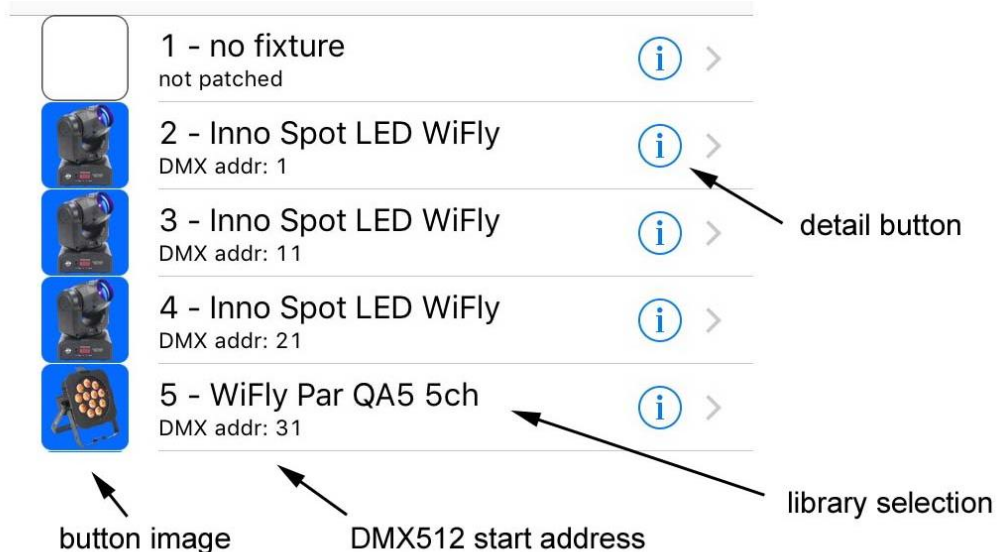 1 - no fixture
not patched
2 - Inno Spot LED WiFly
DMX addr: 1
detail button
3 - Inno Spot LED WiFly
DMX addr: 11
4 - Inno Spot LED WiFly
DMX addr: 21
5 - WiFly Par QA5 5ch
DMX addr: 31
library selection
button image
DMX512 start address